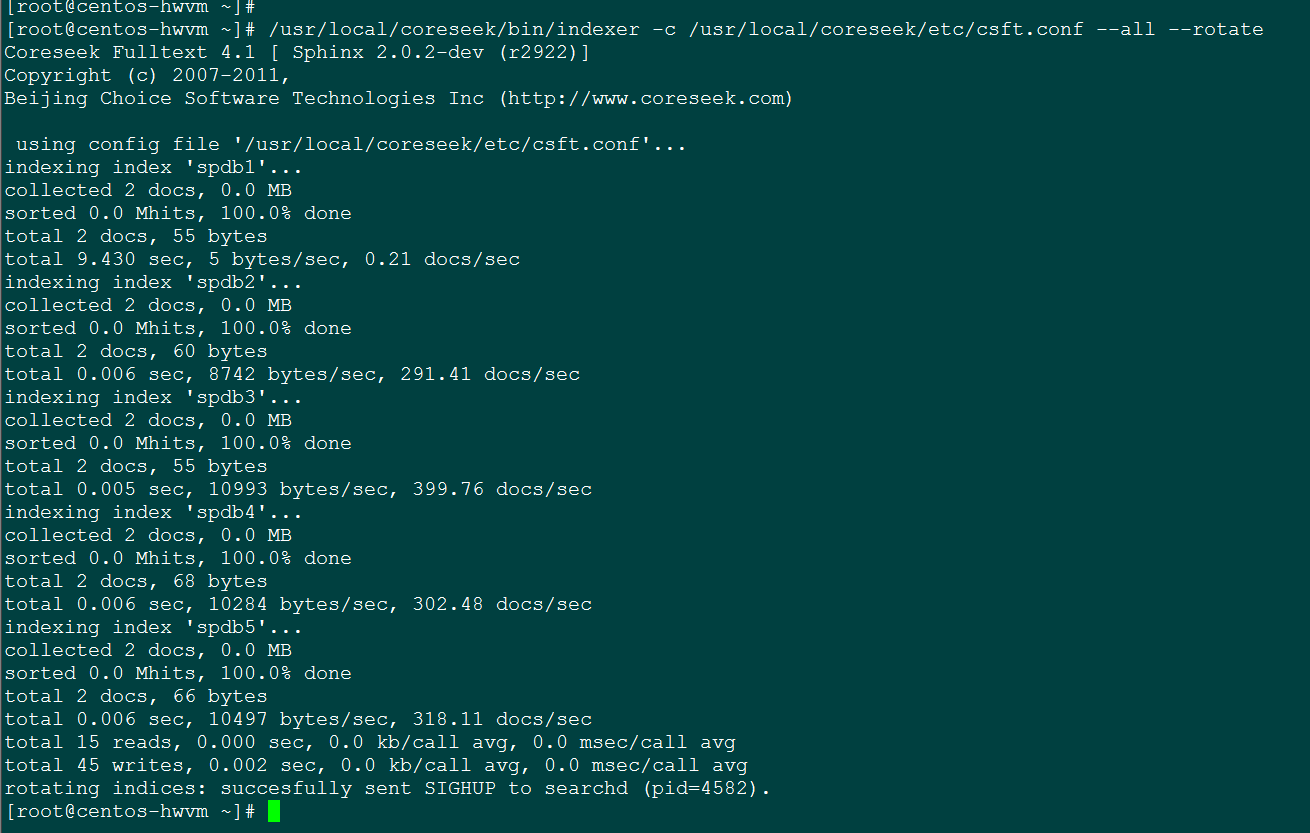 [root@centos-hwvm ~]#
[root@centos-hwvm ~]# /usr/local/coreseek/bin/indexer -c /usr/local/coreseek/etc/csft.conf --all --rotate
Coreseek Fulltext 4.1 [ Sphinx 2.0.2-dev (r2922)]
Copyright (c) 2007-2011,
Beijing Choice Software Technologies Inc (http://www.coreseek.com)
using config file '/usr/local/coreseek/etc/csft.conf'...
indexing index 'spdb1'...
collected 2 docs, 0.0 MB
sorted 0.0 Mhits, 100.0% done
total 2 docs, 55 bytes
total 9.430 sec, 5 bytes/sec, 0.21 docs/sec
indexing index 'spdb2'...
collected 2 docs, 0.0 MB
sorted 0.0 Mhits, 100.0% done
total 2 docs, 60 bytes
total 0.006 sec, 8742 bytes/sec, 291.41 docs/sec
indexing index 'spdb3'...
collected 2 docs, 0.0 MB
sorted 0.0 Mhits, 100.0% done
total 2 docs, 55 bytes
total 0.005 sec, 10993 bytes/sec, 399.76 docs/sec
indexing index 'spdb4'...
collected 2 docs, 0.0 MB
sorted 0.0 Mhits, 100.0% done
total 2 docs, 68 bytes
total 0.006 sec, 10284 bytes/sec, 302.48 docs/sec
indexing index 'spdb5'...
collected 2 docs, 0.0 MB
sorted 0.0 Mhits, 100.0% done
total 2 docs, 66 bytes
total 0.006 sec, 10497 bytes/sec, 318.11 docs/sec
total 15 reads, 0.000 sec, 0.0 kb/call avg, 0.0 msec/call avg
total 45 writes, 0.002 sec, 0.0 kb/call avg, 0.0 msec/call avg
rotating indices: succesfully sent SIGHUP to searchd (pid=4582).
[root@centos-hwvm ~]#